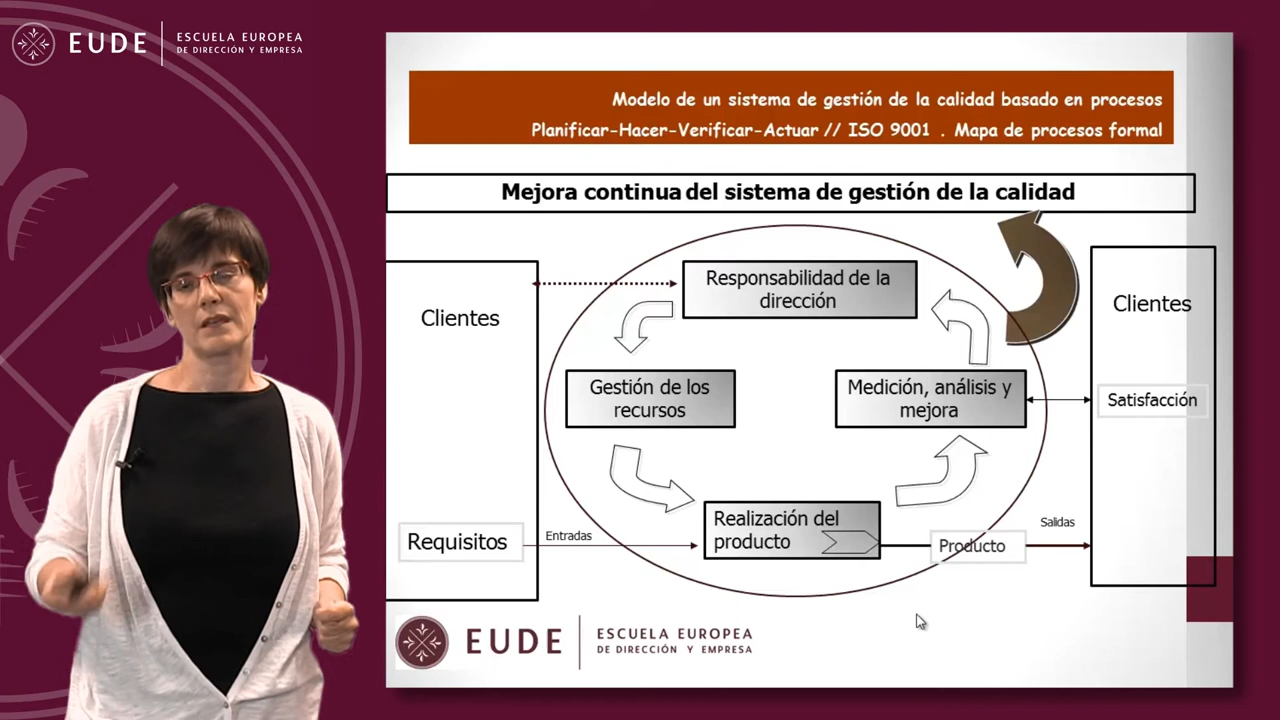 EUDE
ESCUELA EUROPEA
DE DIRECCIÓN Y EMPRESA
Modelo de un sistema de gestión de la calidad basado en procesos
Planificar-Hacer-Verificar-Actuar // ISO 9001 . Mapa de procesos formal
Mejora continua del sistema de gestión de la calidad
Clientes
Responsabilidad de la
dirección
Clientes
Gestión de los
recursos
Medición, análisis y
mejora
Satisfacción
Requisitos
Entradas
Realización del
producto
Producto
Salidas
EUDE
ESCUELA EUROPEA
DE DIRECCIÓN Y EMPRESA